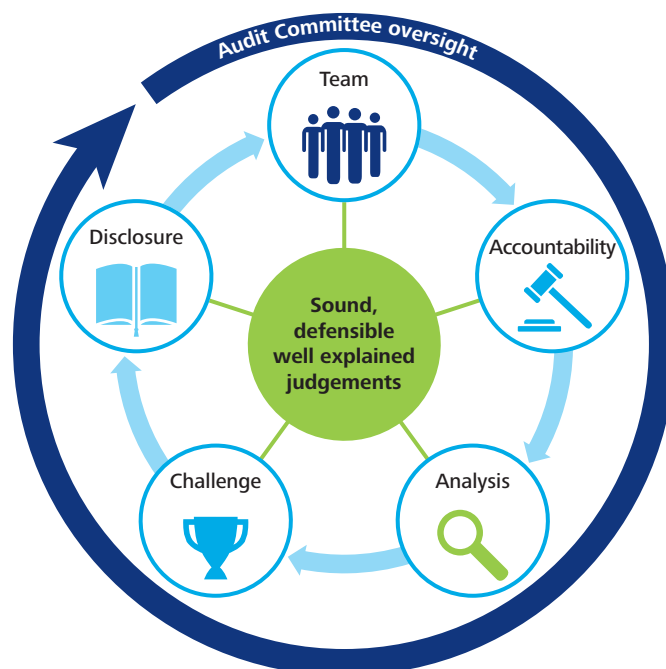 Audit Committee oversight
Team
Accountability
Analysis
Challenge
Disclosure
Sound,
defensible
well explained
judgements